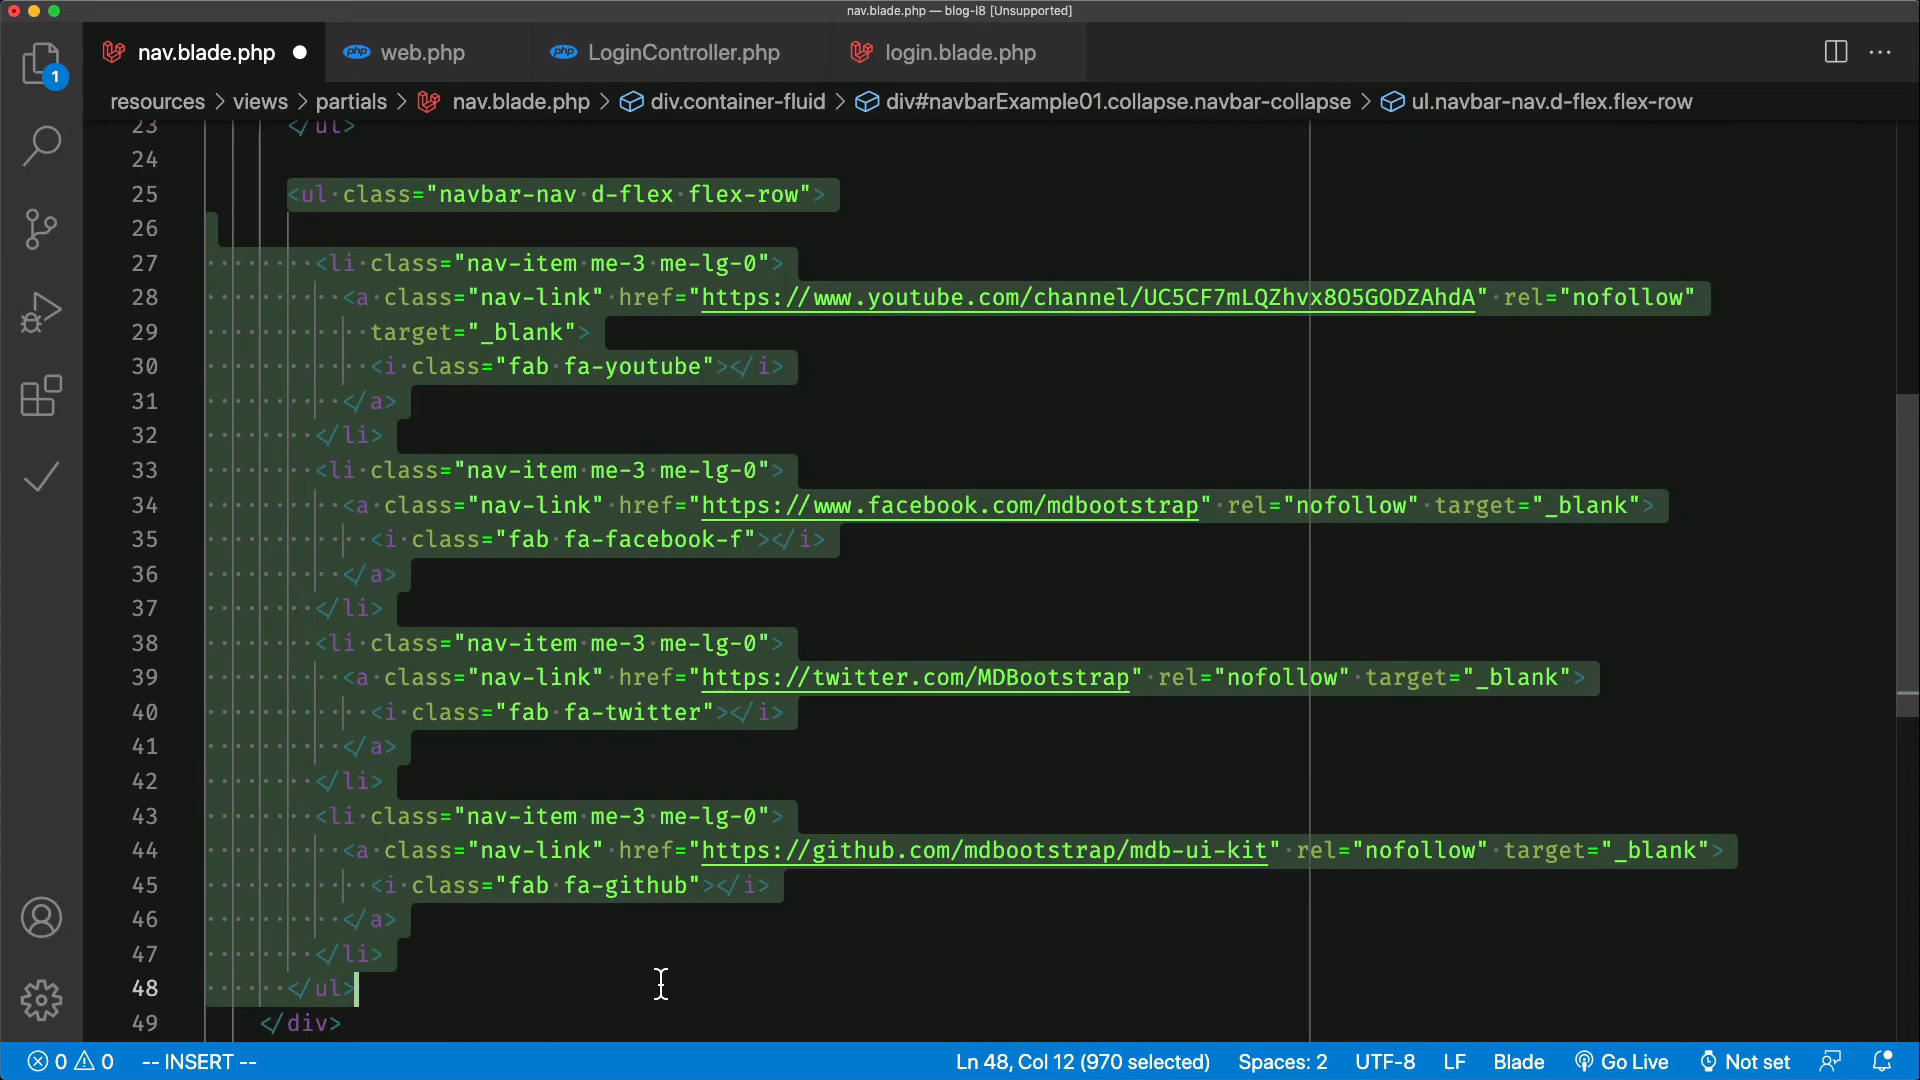 nav.blade.php — blog-l8 [Unsupported]
nav.blade.php web.php LoginController.php login.blade.php
1
resources > views > partials > nav.blade.php > div.container-fluid > div#navbarExample01.collapse.navbar-collapse > ul.navbar-nav.d-flex.flex-row
23 </ul>
24
25 <ul class="navbar-nav d-flex flex-row">
26
27 <li class="nav-item me-3 me-lg-0">
28 <a class="nav-link" href="https://www.youtube.com/channel/UC5CF7mLQZhvx8O5GODZAhdA" rel="nofollow"
29 target="_blank">
30 <i class="fab fa-youtube"></i>
31 </a>
32 </li>
33 <li class="nav-item me-3 me-lg-0">
34 <a class="nav-link" href="https://www.facebook.com/mdbootstrap" rel="nofollow" target="_blank">
35 <i class="fab fa-facebook-f"></i>
36 </a>
37 </li>
38 <li class="nav-item me-3 me-lg-0">
39 <a class="nav-link" href="https://twitter.com/MDBootstrap" rel="nofollow" target="_blank">
40 <i class="fab fa-twitter"></i>
41 </a>
42 </li>
43 <li class="nav-item me-3 me-lg-0">
44 <a class="nav-link" href="https://github.com/mdbootstrap/mdb-ui-kit" rel="nofollow" target="_blank">
45 <i class="fab fa-github"></i>
46 </a>
47 </li>
48 </ul>
49 </div>
0 0 -- INSERT -- Ln 48, Col 12 (970 selected) Spaces: 2 UTF-8 LF Blade Go Live Not set